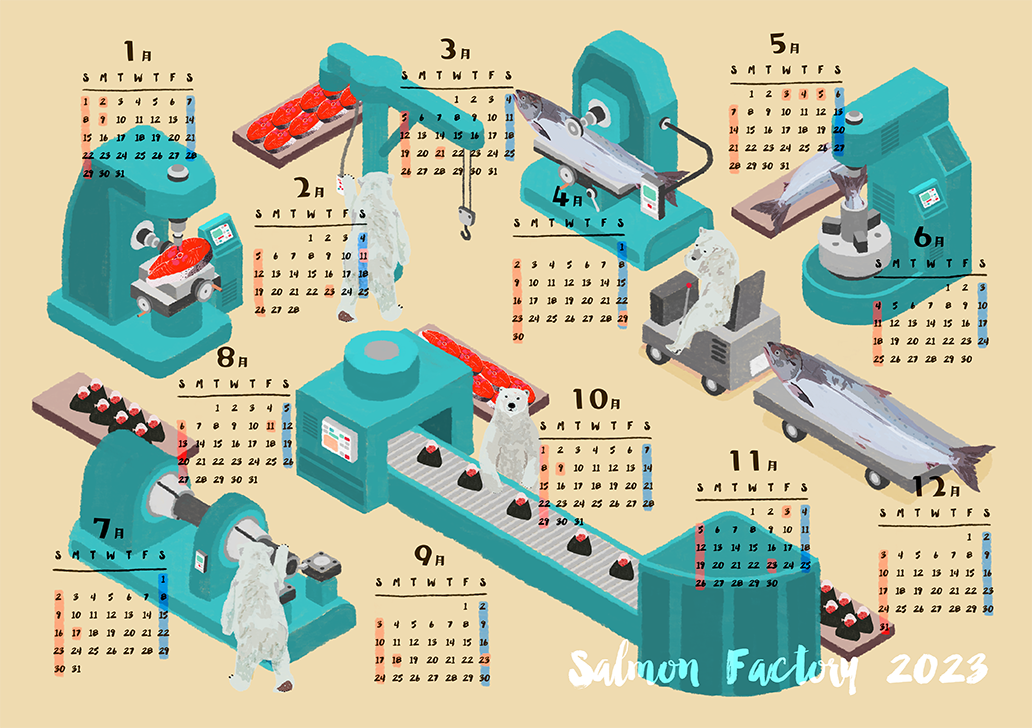 1月
S M T W T F S
1 2 3 4 5 6 7
8 9 10 11 12 13 14
15 16 17 18 19 20 21
22 23 24 25 26 27 28
29 30 31
2月
S M T W T F S
1 2 3 4
5 6 7 8 9 10 11
12 13 14 15 16 17 18
19 20 21 22 23 24 25
26 27 28
3月
S M T W T F S
1 2 3 4
5 6 7 8 9 10 11
12 13 14 15 16 17 18
19 20 21 22 23 24 25
26 27 28 29 30 31
4月
S M T W T F S
1
2 3 4 5 6 7 8
9 10 11 12 13 14 15
16 17 18 19 20 21 22
23 24 25 26 27 28 29
30
5月
S M T W T F S
1 2 3 4 5 6
7 8 9 10 11 12 13
14 15 16 17 18 19 20
21 22 23 24 25 26 27
28 29 30 31
6月
S M T W T F S
1 2 3
4 5 6 7 8 9 10
11 12 13 14 15 16 17
18 19 20 21 22 23 24
25 26 27 28 29 30
7月
S M T W T F S
1
2 3 4 5 6 7 8
9 10 11 12 13 14 15
16 17 18 19 20 21 22
23 24 25 26 27 28 29
30 31
8月
S M T W T F S
1 2 3 4 5
6 7 8 9 10 11 12
13 14 15 16 17 18 19
20 21 22 23 24 25 26
27 28 29 30 31
9月
S M T W T F S
1 2
3 4 5 6 7 8 9
10 11 12 13 14 15 16
17 18 19 20 21 22 23
24 25 26 27 28 29 30
10月
S M T W T F S
1 2 3 4 5 6 7
8 9 10 11 12 13 14
15 16 17 18 19 20 21
22 23 24 25 26 27 28
29 30 31
11月
S M T W T F S
1 2 3 4
5 6 7 8 9 10 11
12 13 14 15 16 17 18
19 20 21 22 23 24 25
26 27 28 29 30
12月
S M T W T F S
1 2
3 4 5 6 7 8 9
10 11 12 13 14 15 16
17 18 19 20 21 22 23
24 25 26 27 28 29 30
31
Salmon Factory 2023